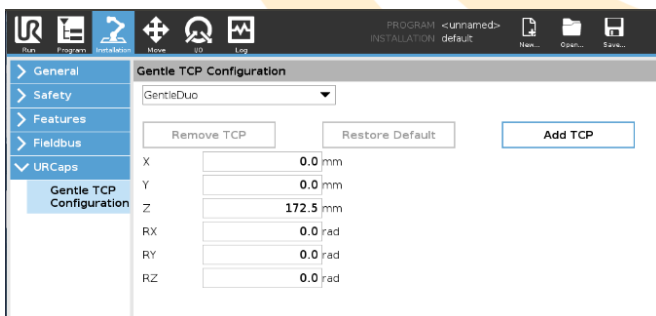 UR
PROGRAM <unnamed>
INSTALLATION default
Run Program Installation Move I/O Log New... Open... Save...
General
Safety
Features
Fieldbus
URCaps
Gentle TCP
Configuration
Gentle TCP Configuration
GentleDuo
Remove TCP Restore Default Add TCP
X 0.0 mm
Y 0.0 mm
Z 172.5 mm
RX 0.0 rad
RY 0.0 rad
RZ 0.0 rad